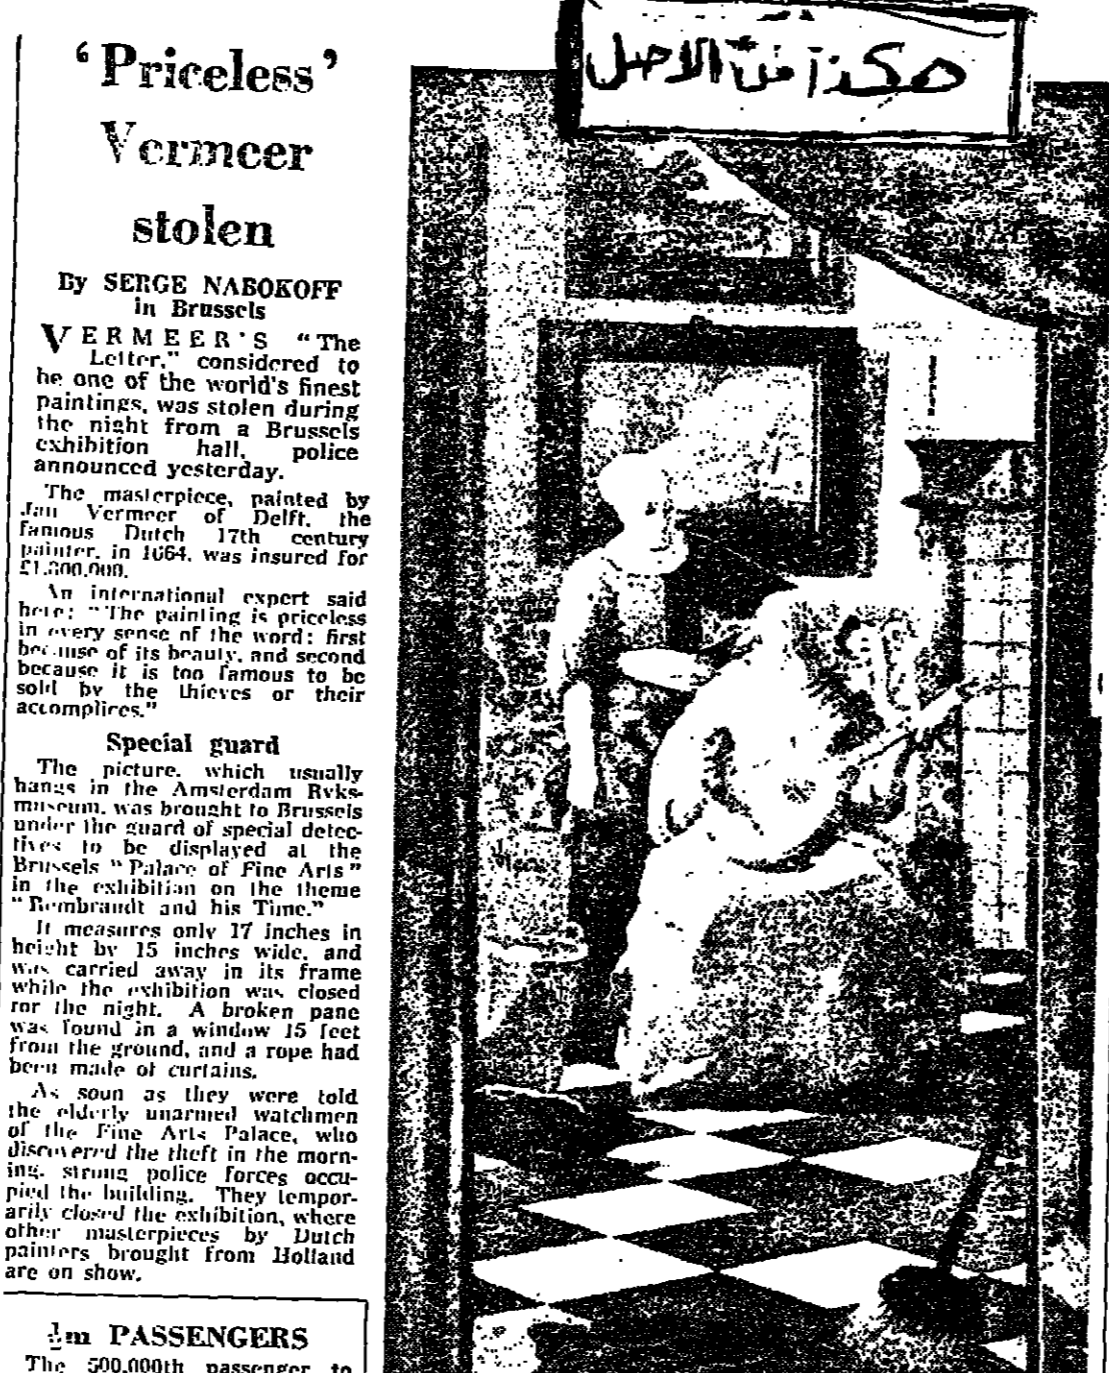 ‘Priceless’
Vermeer
stolen
By SERGE NABOKOFF
in Brussels
VERMEER'S “The
Letter,” considered to
be one of the world's finest
paintings, was stolen during
the night from a Brussels
exhibition hall, police
announced yesterday.
The masterpiece, painted by
Jan Vermeer of Delft, the
famous Dutch 17th century
painter, in 1664, was insured for
An international expert said
here: “The painting is priceless
in every sense of the word: first
because of its beauty, and second
because it is too famous to be
sold by the thieves or their
accomplices.”
Special guard
The picture, which usually
hangs in the Amsterdam Ryks-
museum, was brought to Brussels
under the guard of special detec-
tives to be displayed at the
Brussels “Palace of Fine Arts”
in the exhibition on the theme
“Rembrandt and his Time.”
It measures only 17 inches in
height by 15 inches wide, and
was carried away in its frame
while the exhibition was closed
for the night. A broken pane
was found in a window 15 feet
from the ground, and a rope had
been made of curtains.
As soon as they were told
the elderly unarmed watchmen
of the Fine Arts Palace, who
discovered the theft in the morn-
ing, strong police forces occu-
pied the building. They tempor-
arily closed the exhibition, where
other masterpieces by Dutch
painters brought from Holland
are on show.
½m PASSENGERS
The 500,000th passenger to
هكذا من الاصل